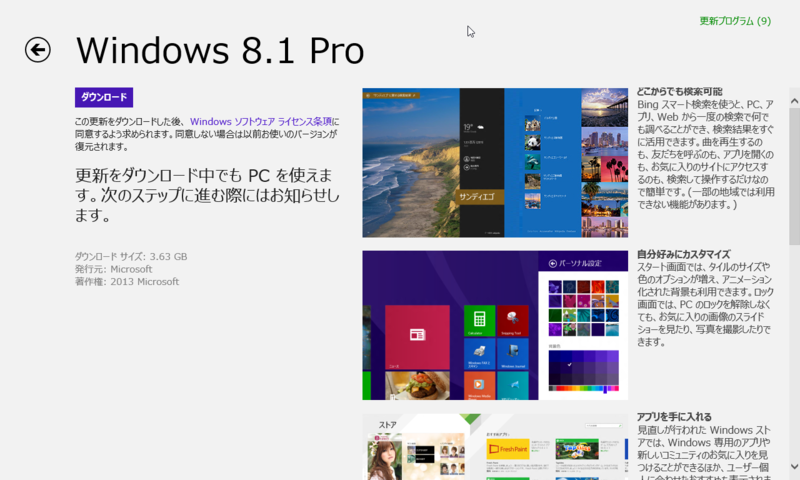 更新プログラム (9)
Windows 8.1 Pro
ダウンロード
この更新をダウンロードした後、Windows ソフトウェア ライセンス条項に
同意するよう求められます。同意しない場合は以前お使いのバージョンが
復元されます。
更新をダウンロード中でも PC を使えま
す。次のステップに進む際にはお知らせし
ます。
ダウンロード サイズ: 3.63 GB
発行元: Microsoft
著作権: 2013 Microsoft
19°
サンディエゴ
どこからでも検索可能
Bing スマート検索を使うと、PC、ア
プリ、Web から一度の検索で何で
も調べることができ、検索結果をすぐ
に活用できます。曲を再生するの
も、友だちを呼ぶのも、アプリを開くの
も、お気に入りのサイトにアクセスす
るのも、検索して操作するだけなの
で簡単です。(一部の地域では利用
できない機能があります。)
パーソナル設定
自分好みにカスタマイズ
スタート画面では、タイルのサイズや
色のオプションが増え、アニメーション
化された背景も利用できます。ロック
画面では、PC のロックを解除しなく
ても、お気に入りの画像のスライド
ショーを見たり、写真を撮影したりで
きます。
ストア
Fresh Paint
アプリを手に入れる
見直しが行われた Windows スト
アでは、Windows 専用のアプリや
新しいコミュニティのお気に入りを見
つけることができるほか、ユーザー個
人に合わせたおすすめも表示されま